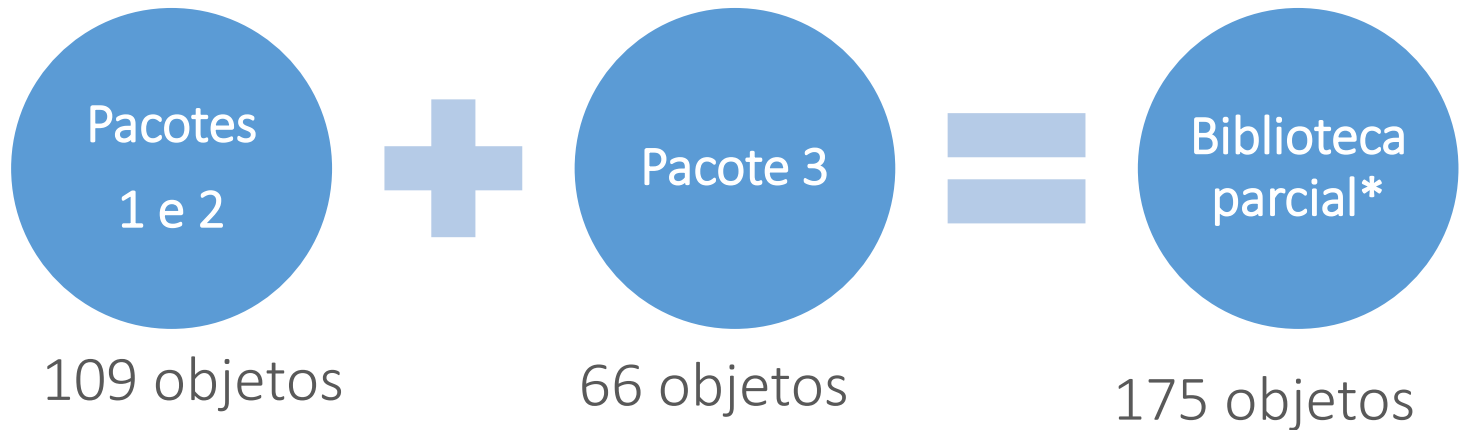 Pacotes
1 e 2
Pacote 3
Biblioteca
parcial*
109 objetos
66 objetos
175 objetos